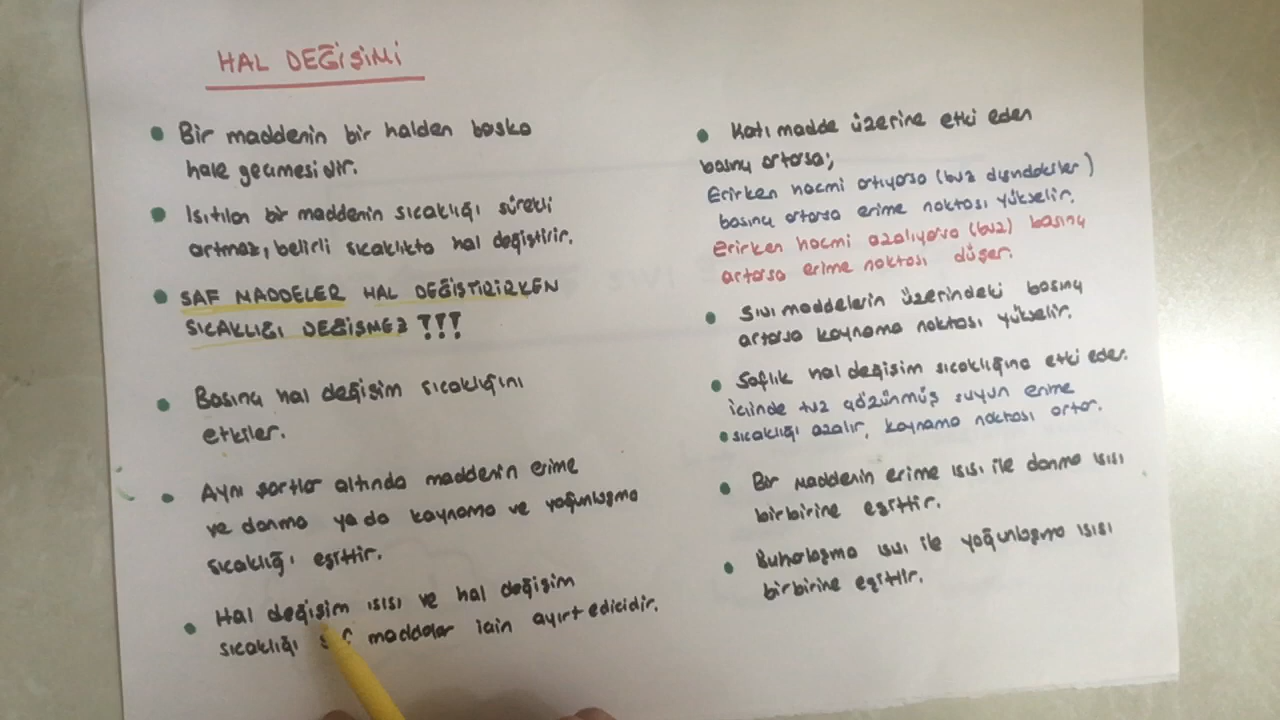 HAL DEĞİŞİMİ
Bir maddenin bir halden başka
hale geçmesidir.
Isıtılan bir maddenin sıcaklığı sürekli
artmaz, belirli sıcaklıkta hal değiştirir.
SAF MADDELER HAL DEĞİŞTİRİRKEN
SICAKLIĞI DEĞİŞMEZ !!!
Basınç hal değişim sıcaklığını
etkiler.
Aynı şartlar altında maddenin erime
ve donma ya da kaynama ve yoğunlaşma
sıcaklığı eşittir.
Hal değişim ısısı ve hal değişim
sıcaklığı maddeler için ayırt edicidir.
Katı madde üzerine etki eden
basınç artarsa;
Erirken hacmi artıyorsa (buz dışındakiler)
basınç artarsa erime noktası yükselir.
Erirken hacmi azalıyorsa (buz) basınç
artarsa erime noktası düşer.
Sıvı maddelerin üzerindeki basınç
artarsa kaynama noktası yükselir.
Saflık hal değişim sıcaklığına etki eder.
içinde tuz çözünmüş suyun erime
sıcaklığı azalır, kaynama noktası artar.
Bir maddenin erime ısısı ile donma ısısı
birbirine eşittir.
Buharlaşma ısısı ile yoğunlaşma ısısı
birbirine eşittir.